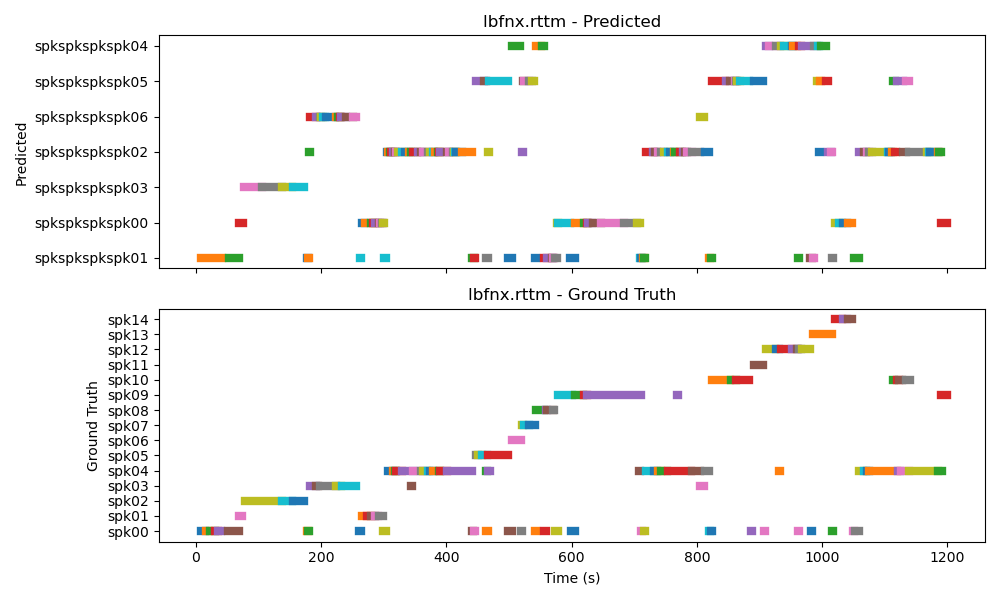 lbfnx.rttm - Predicted
spkspkspkspk04
spkspkspkspk05
spkspkspkspk06
spkspkspkspk02
spkspkspkspk03
spkspkspkspk00
spkspkspkspk01
Predicted
lbfnx.rttm - Ground Truth
spk14
spk13
spk12
spk11
spk10
spk09
spk08
spk07
spk06
spk05
spk04
spk03
spk02
spk01
spk00
Ground Truth
0 200 400 600 800 1000 1200
Time (s)